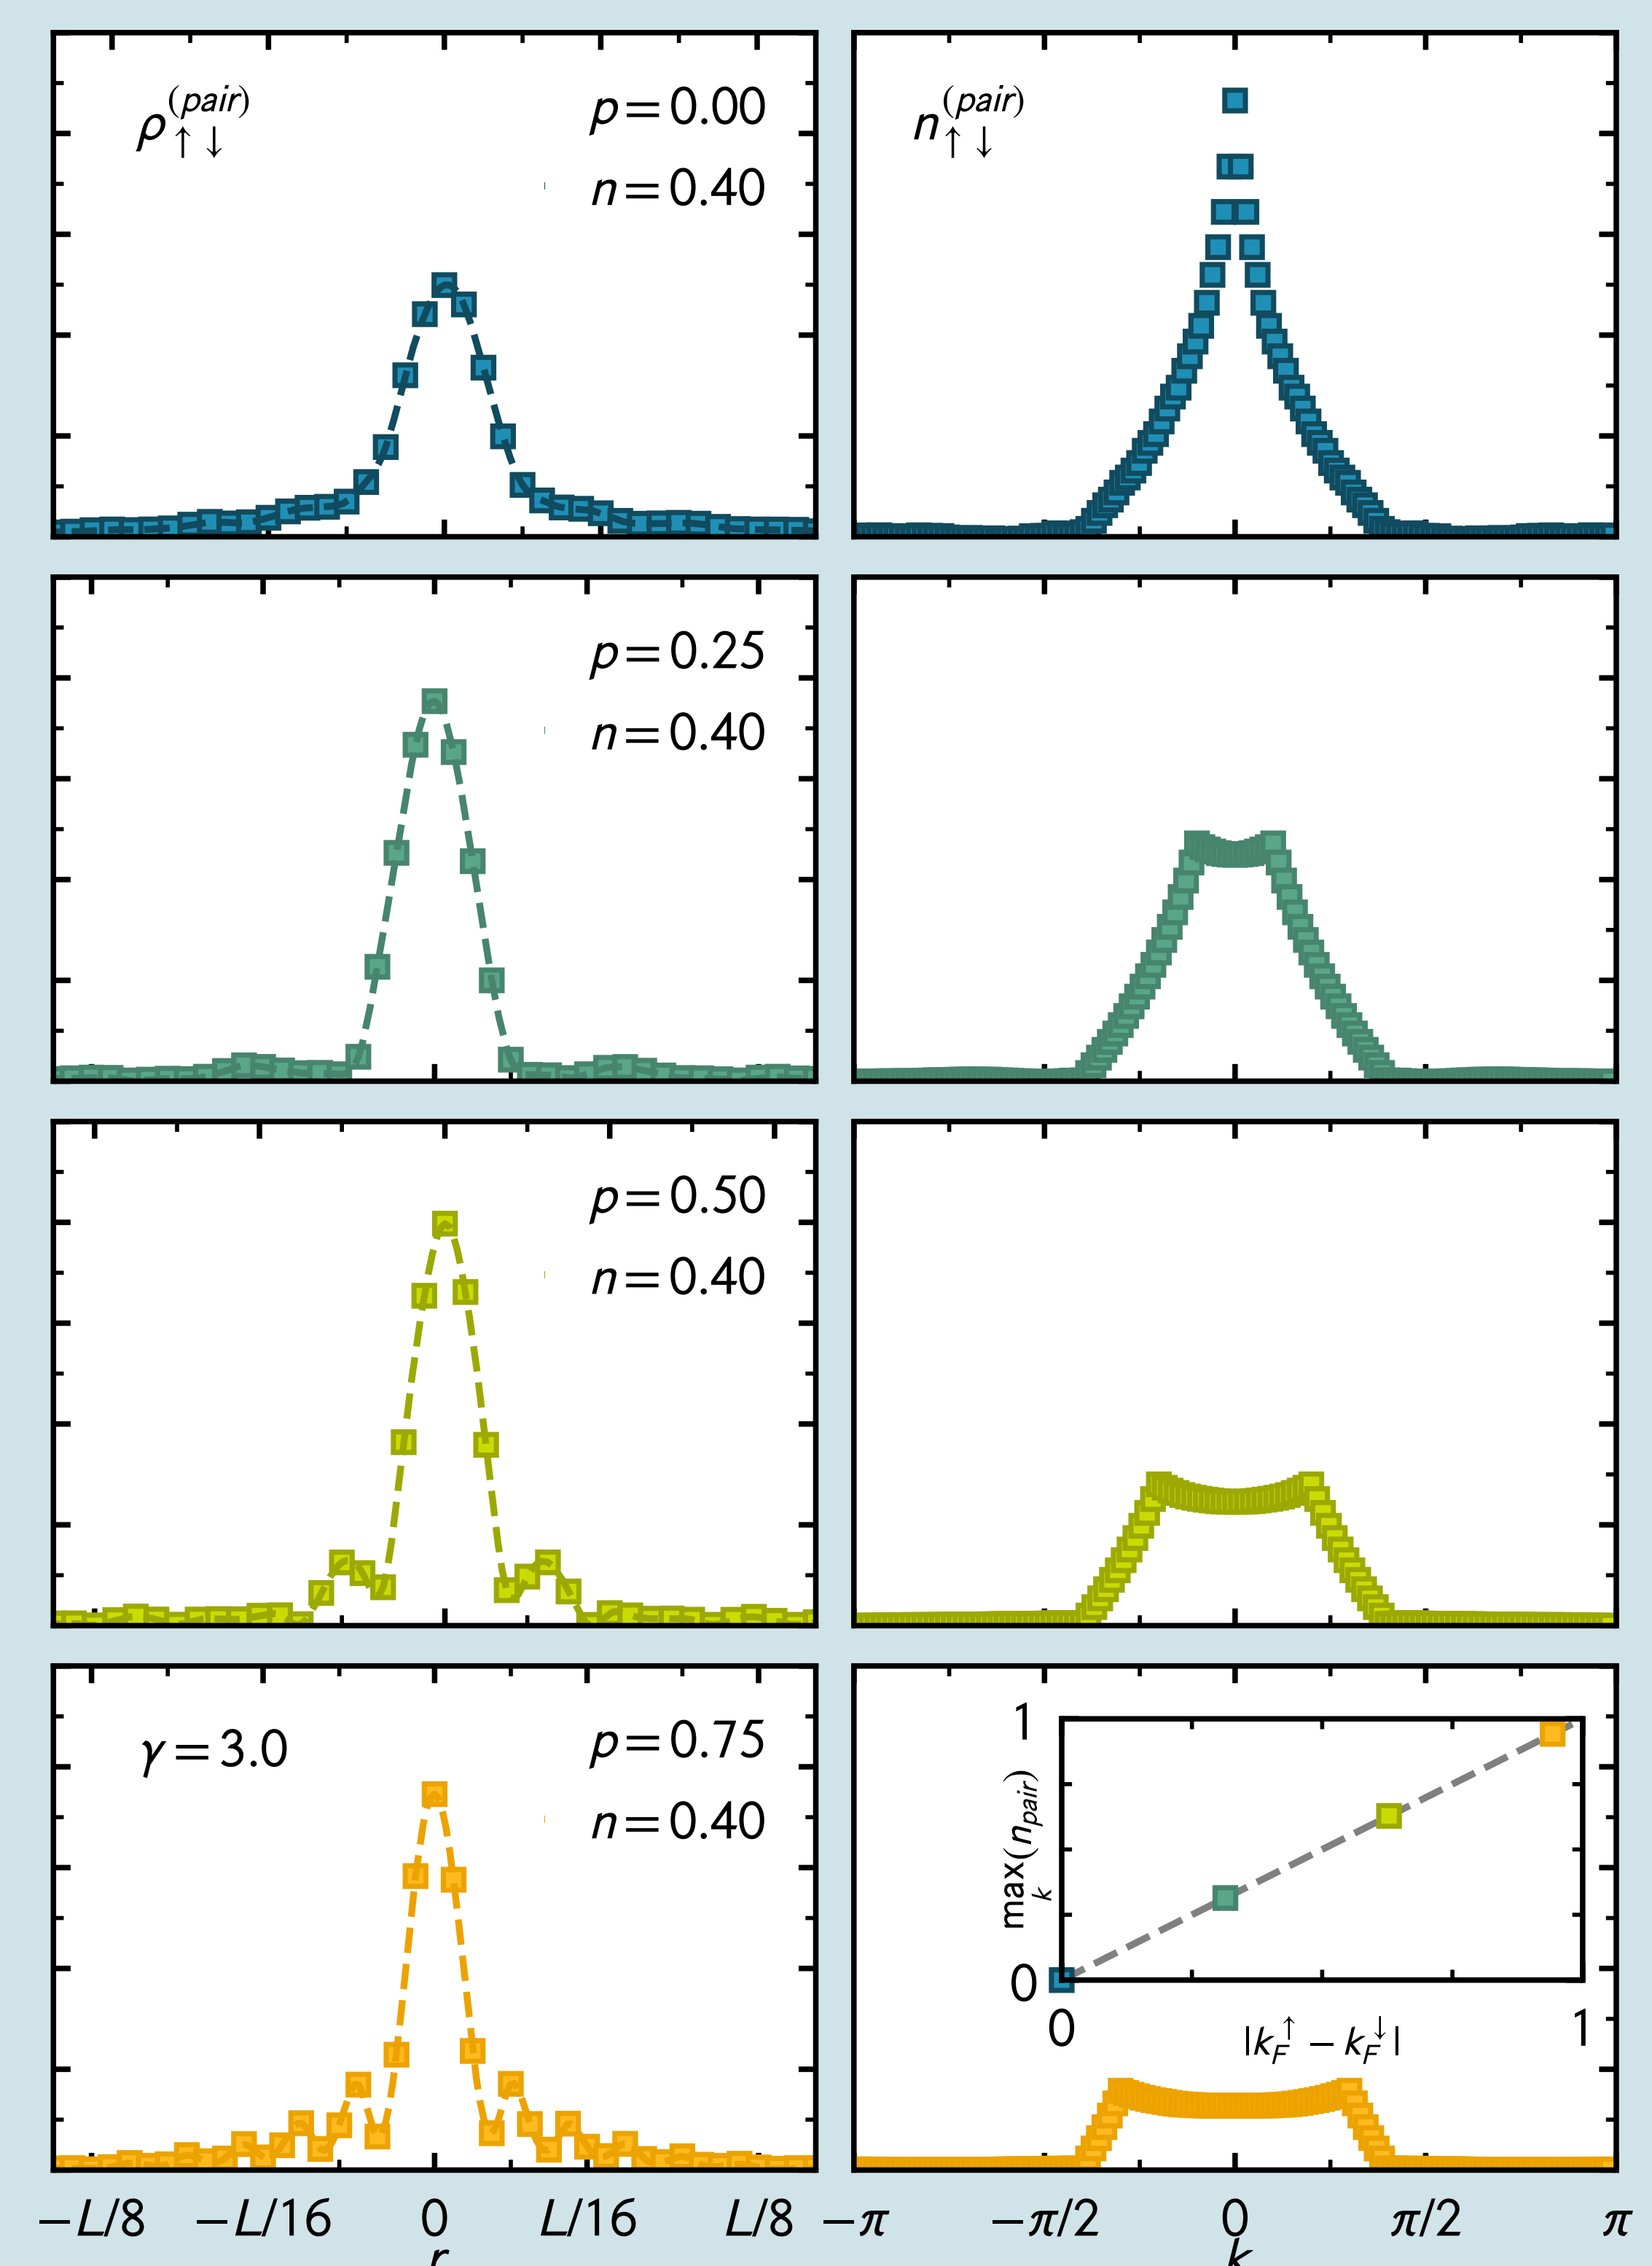 ρ↑↓(pair)
p=0.00
n=0.40
n↑↓(pair)
p=0.25
n=0.40
p=0.50
n=0.40
γ=3.0
p=0.75
n=0.40
1
max k (n pair)
0
0
|kF↑ − kF↓|
1
−L/8 −L/16 0 L/16 L/8
r
−π −π/2 0 π/2 π
k